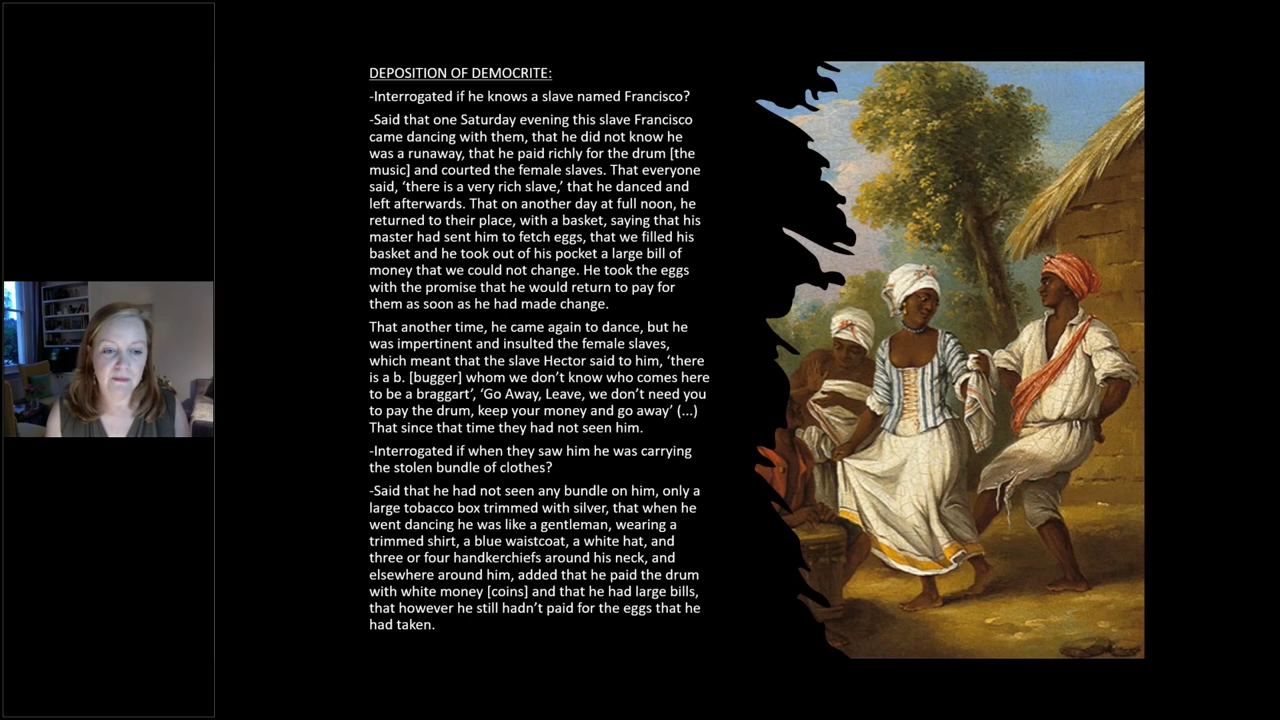 DEPOSITION OF DEMOCRITE:
-Interrogated if he knows a slave named Francisco?
-Said that one Saturday evening this slave Francisco
came dancing with them, that he did not know he
was a runaway, that he paid richly for the drum [the
music] and courted the female slaves. That everyone
said, ‘there is a very rich slave,’ that he danced and
left afterwards. That on another day at full noon, he
returned to their place, with a basket, saying that his
master had sent him to fetch eggs, that we filled his
basket and he took out of his pocket a large bill of
money that we could not change. He took the eggs
with the promise that he would return to pay for
them as soon as he had made change.
That another time, he came again to dance, but he
was impertinent and insulted the female slaves,
which meant that the slave Hector said to him, ‘there
is a b. [bugger] whom we don’t know who comes here
to be a braggart’, ‘Go Away, Leave, we don’t need you
to pay the drum, keep your money and go away’ (...)
That since that time they had not seen him.
-Interrogated if when they saw him he was carrying
the stolen bundle of clothes?
-Said that he had not seen any bundle on him, only a
large tobacco box trimmed with silver, that when he
went dancing he was like a gentleman, wearing a
trimmed shirt, a blue waistcoat, a white hat, and
three or four handkerchiefs around his neck, and
elsewhere around him, added that he paid the drum
with white money [coins] and that he had large bills,
that however he still hadn’t paid for the eggs that he
had taken.